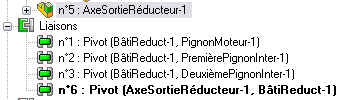 n°5 : AxeSortieRéducteur-1
Liaisons
n°1 : Pivot (BâtiReduct-1, PignonMoteur-1)
n°2 : Pivot (BâtiReduct-1, PremièrePignonInter-1)
n°3 : Pivot (BâtiReduct-1, DeuxièmePignonInter-1)
n°6 : Pivot (AxeSortieRéducteur-1, BâtiReduct-1)